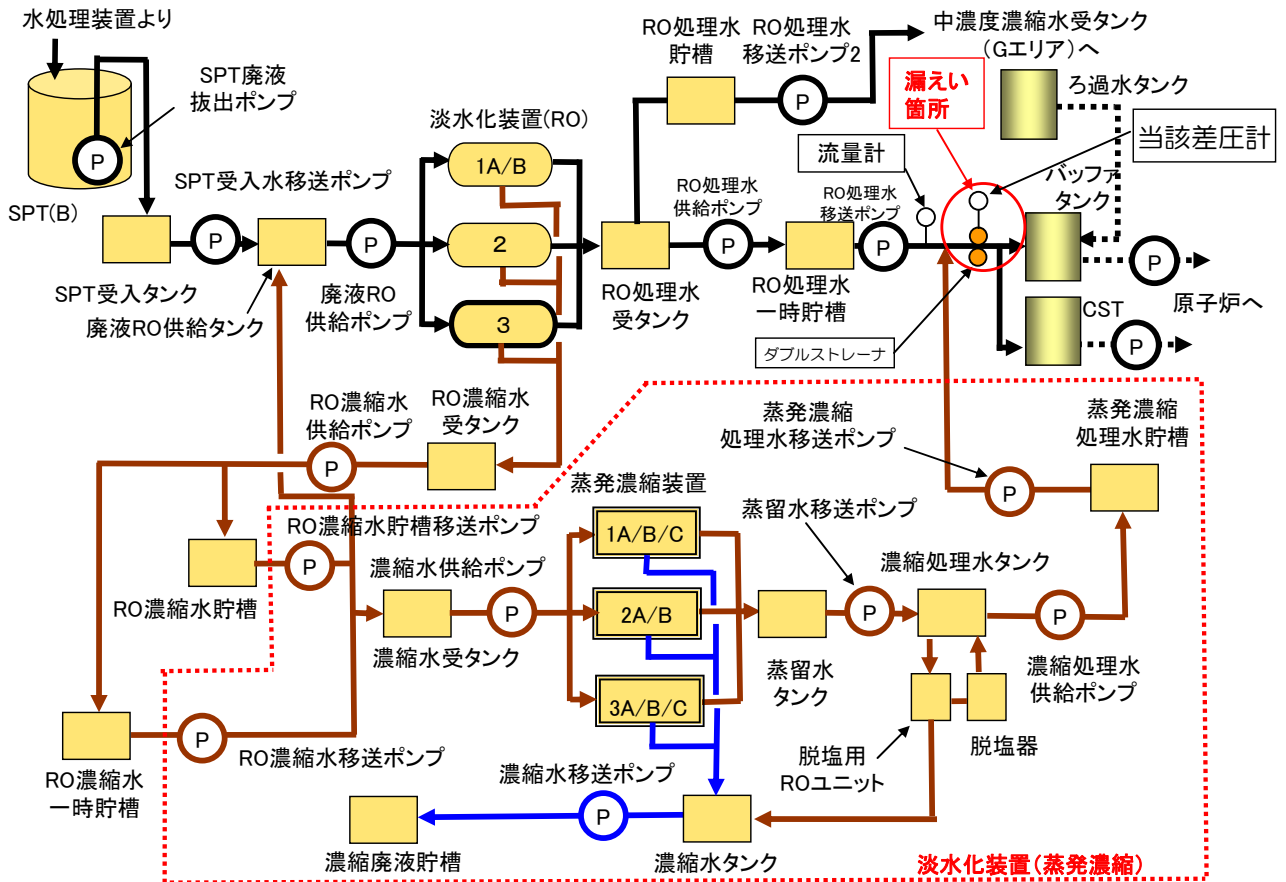 水処理装置より
SPT廃液
抜出ポンプ
P
SPT(B)
SPT受入水移送ポンプ
P
SPT受入タンク
廃液RO供給タンク
P
廃液RO
供給ポンプ
淡水化装置(RO)
1A/B
2
3
RO処理水
貯槽
RO処理水
移送ポンプ2
P
中濃度濃縮水受タンク
(Gエリア)へ
漏えい
箇所
ろ過水タンク
当該差圧計
流量計
バッファ
タンク
RO処理水
供給ポンプ
P
RO処理水
移送ポンプ
P
RO処理水
受タンク
RO処理水
一時貯槽
ダブルストレーナ
CST
P
P
原子炉へ
RO濃縮水
供給ポンプ
P
RO濃縮水
受タンク
蒸発濃縮
処理水移送ポンプ
P
蒸発濃縮
処理水貯槽
RO濃縮水貯槽移送ポンプ
P
RO濃縮水貯槽
蒸発濃縮装置
1A/B/C
2A/B
3A/B/C
濃縮水供給ポンプ
P
濃縮水受タンク
蒸留水移送ポンプ
P
蒸留水
タンク
濃縮処理水タンク
P
濃縮処理水
供給ポンプ
脱塩用
ROユニット
脱塩器
P
RO濃縮水移送ポンプ
RO濃縮水
一時貯槽
濃縮水移送ポンプ
P
濃縮廃液貯槽
濃縮水タンク
淡水化装置(蒸発濃縮)